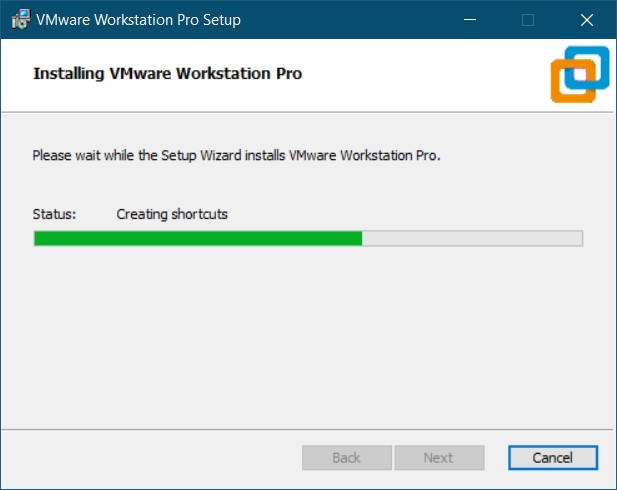 VMware Workstation Pro Setup
Installing VMware Workstation Pro
Please wait while the Setup Wizard installs VMware Workstation Pro.
Status: Creating shortcuts
Back Next Cancel